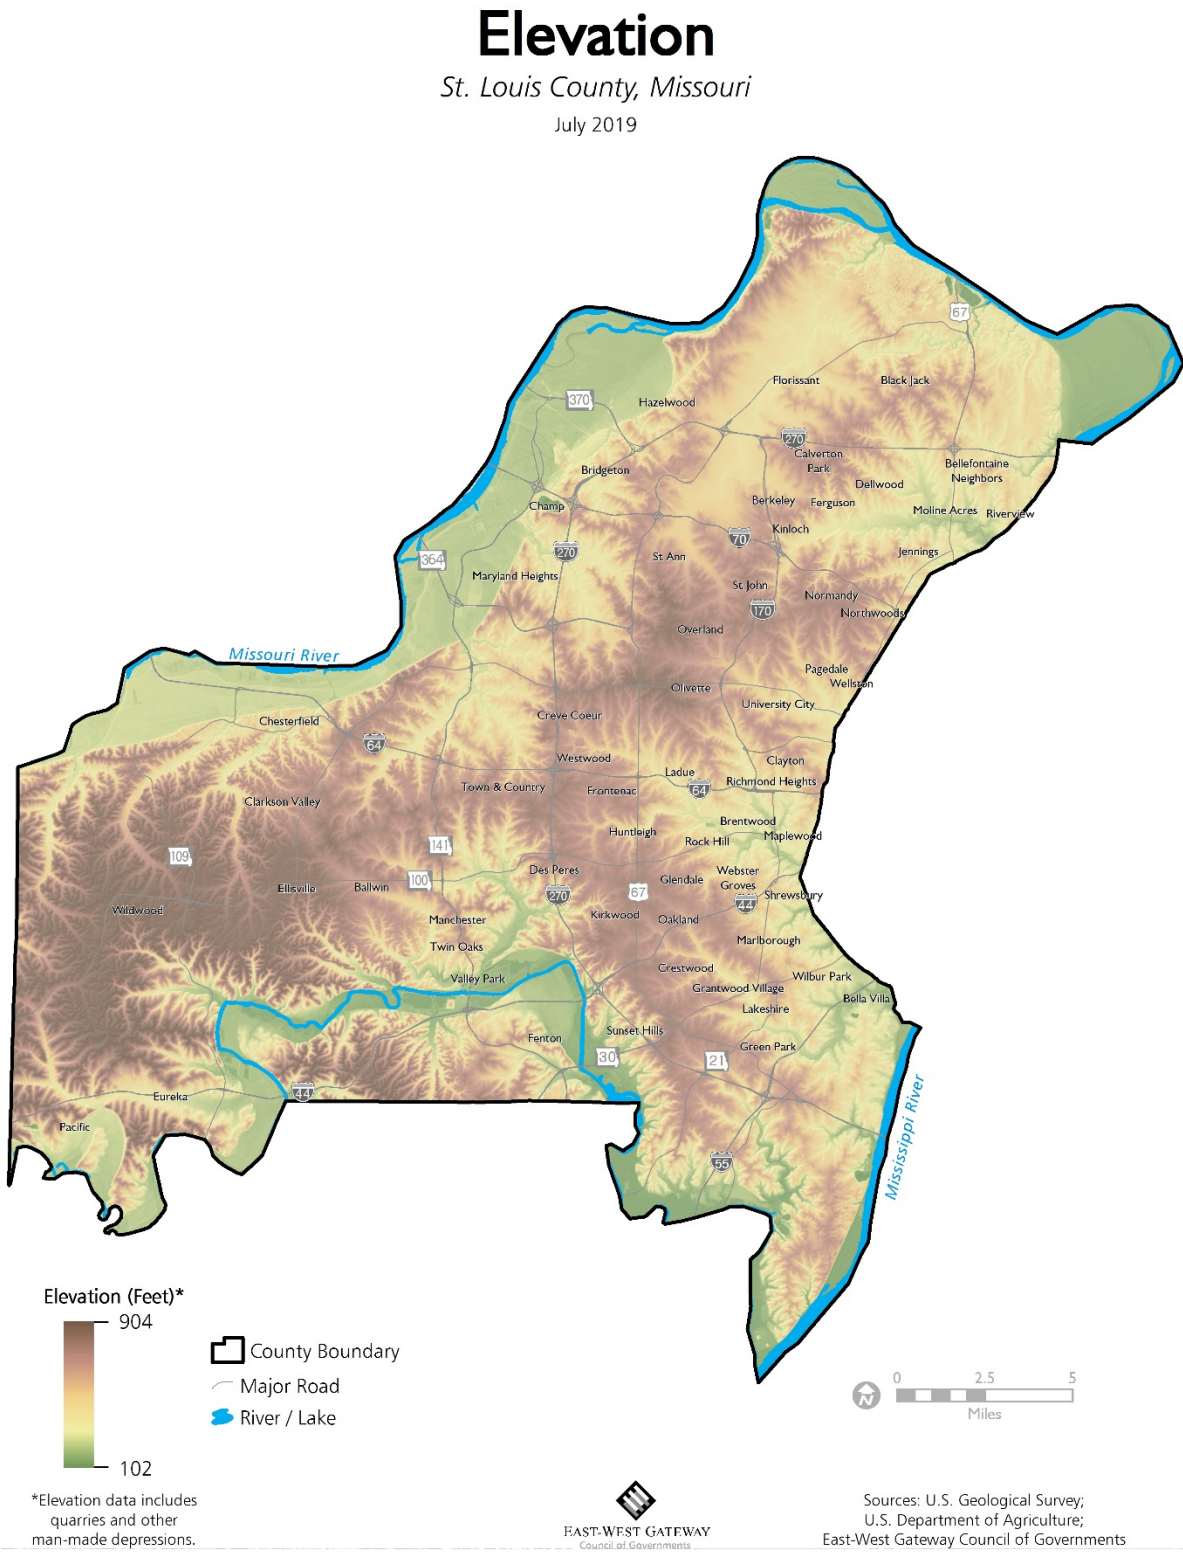 Elevation
St. Louis County, Missouri
July 2019
67
Florissant
Black Jack
370
Hazelwood
270
Calverton
Park
Bridgeton
Bellefontaine
Neighbors
Dellwood
Champ
Berkeley
Ferguson
Moline Acres
Riverview
Kinloch
70
270
St Ann
Jennings
364
Maryland Heights
St John
Normandy
170
Northwoods
Overland
Missouri River
Pagedale
Wellston
Olivette
University City
Creve Coeur
Chesterfield
64
Westwood
Clayton
Ladue
Richmond Heights
Town & Country
Frontenac
64
Clarkson Valley
Brentwood
Huntleigh
Rock Hill
Maplewood
141
109
Des Peres
Webster
Groves
100
Glendale
Ellisville
Ballwin
270
67
Shrewsbury
44
Wildwood
Kirkwood
Oakland
Manchester
Marlborough
Twin Oaks
Crestwood
Valley Park
Wilbur Park
Grantwood Village
Bella Villa
Lakeshire
Sunset Hills
Fenton
Green Park
30
21
44
Eureka
Pacific
Mississippi River
55
Elevation (Feet)*
904
County Boundary
Major Road
River / Lake
102
0 2.5 5
Miles
N
*Elevation data includes
quarries and other
man-made depressions.
EAST-WEST GATEWAY
Council of Governments
Sources: U.S. Geological Survey;
U.S. Department of Agriculture;
East-West Gateway Council of Governments